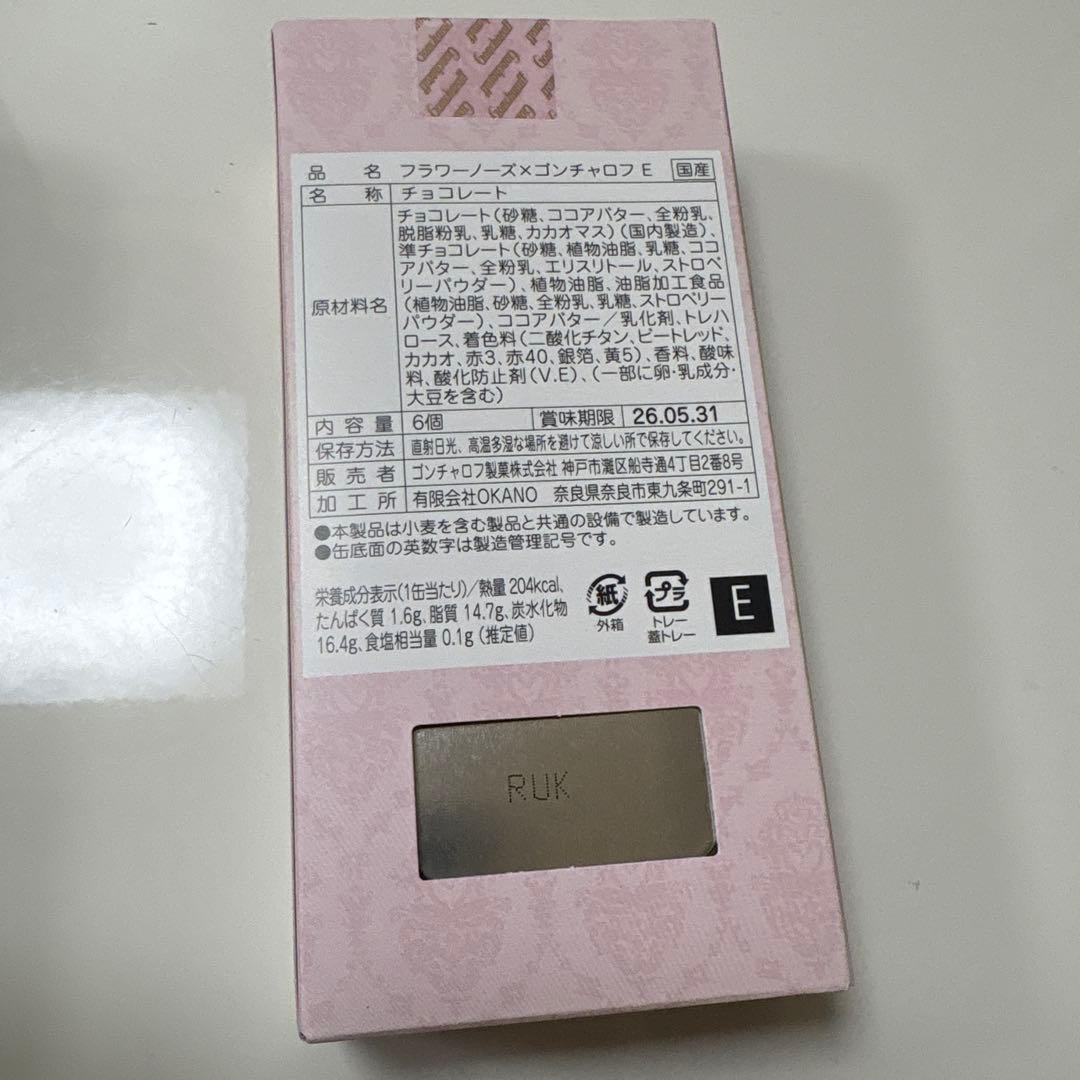 品名 フラワーノーズ×ゴンチャロフ E 国産
名称 チョコレート
原材料名
チョコレート(砂糖、ココアバター、全粉乳、
脱脂粉乳、乳糖、カカオマス)(国内製造)、
準チョコレート(砂糖、植物油脂、乳糖、ココ
アバター、全粉乳、エリスリトール、ストロベ
リーパウダー)、植物油脂、油脂加工食品
(植物油脂、砂糖、全粉乳、乳糖、ストロベリー
パウダー)、ココアバター/乳化剤、トレハ
ロース、着色料(二酸化チタン、ビートレッド、
カカオ、赤3、赤40、銀箔、黄5)、香料、酸味
料、酸化防止剤(V.E)、(一部に卵・乳成分・
大豆を含む)
内容量 6個 賞味期限 26.05.31
保存方法 直射日光、高温多湿な場所を避けて涼しい所で保存してください。
販売者 ゴンチャロフ製菓株式会社 神戸市灘区船寺通4丁目2番8号
加工所 有限会社OKANO 奈良県奈良市東九条町291-1
●本製品は小麦を含む製品と共通の設備で製造しています。
●缶底面の英数字は製造管理記号です。
栄養成分表示(1缶当たり)/熱量 204kcal、
たんぱく質 1.6g、脂質 14.7g、炭水化物
16.4g、食塩相当量 0.1g(推定値)
紙
外箱
プラ
トレー
蓋トレー
E
RUK